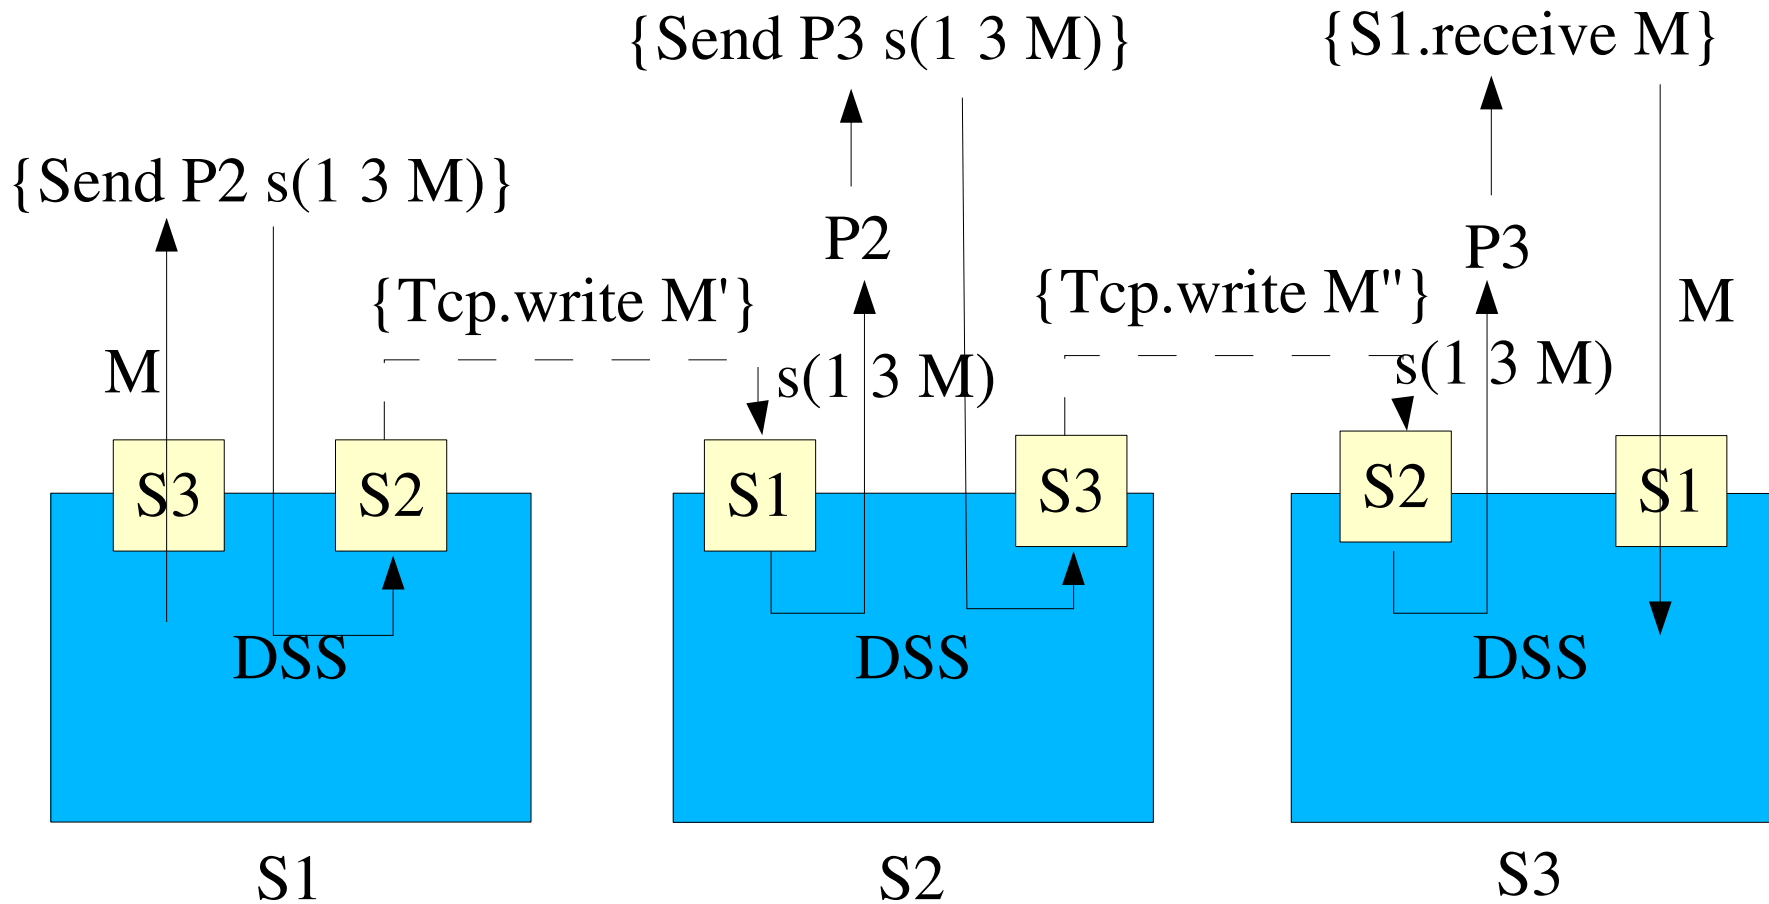 {Send P3 s(1 3 M)}
{S1.receive M}
{Send P2 s(1 3 M)}
P2
P3
{Tcp.write M'}
{Tcp.write M"}
M
M
s(1 3 M)
s(1 3 M)
S3
S2
S1
S3
S2
S1
DSS
DSS
DSS
S1
S2
S3